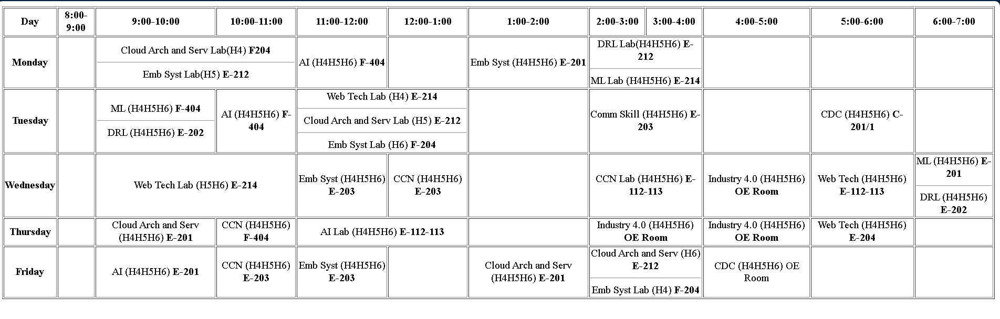 Day
8:00-
9:00
9:00-10:00
10:00-11:00
11:00-12:00
12:00-1:00
1:00-2:00
2:00-3:00
3:00-4:00
4:00-5:00
5:00-6:00
6:00-7:00
Monday
Cloud Arch and Serv Lab(H4) F204
Emb Syst Lab(H5) E-212
AI (H4H5H6) F-404
Emb Syst (H4H5H6) E-201
DRL Lab(H4H5H6) E-
212
ML Lab (H4H5H6) E-214
Tuesday
ML (H4H5H6) F-404
DRL (H4H5H6) E-202
AI (H4H5H6) F-
404
Web Tech Lab (H4) E-214
Cloud Arch and Serv Lab (H5) E-212
Emb Syst Lab (H6) F-204
Comm Skill (H4H5H6) E-
203
CDC (H4H5H6) C-
201/1
Wednesday
Web Tech Lab (H5H6) E-214
Emb Syst (H4H5H6)
E-203
CCN (H4H5H6)
E-203
CCN Lab (H4H5H6) E-
112-113
Industry 4.0 (H4H5H6)
OE Room
Web Tech (H4H5H6)
E-112-113
ML (H4H5H6) E-
201
DRL (H4H5H6)
E-202
Thursday
Cloud Arch and Serv
(H4H5H6) E-201
CCN (H4H5H6)
F-404
AI Lab (H4H5H6) E-112-113
Industry 4.0 (H4H5H6)
OE Room
Industry 4.0 (H4H5H6)
OE Room
Web Tech (H4H5H6)
E-204
Friday
AI (H4H5H6) E-201
CCN (H4H5H6)
E-203
Emb Syst (H4H5H6)
E-203
Cloud Arch and Serv
(H4H5H6) E-201
Cloud Arch and Serv (H6)
E-212
Emb Syst Lab (H4) F-204
CDC (H4H5H6) OE
Room